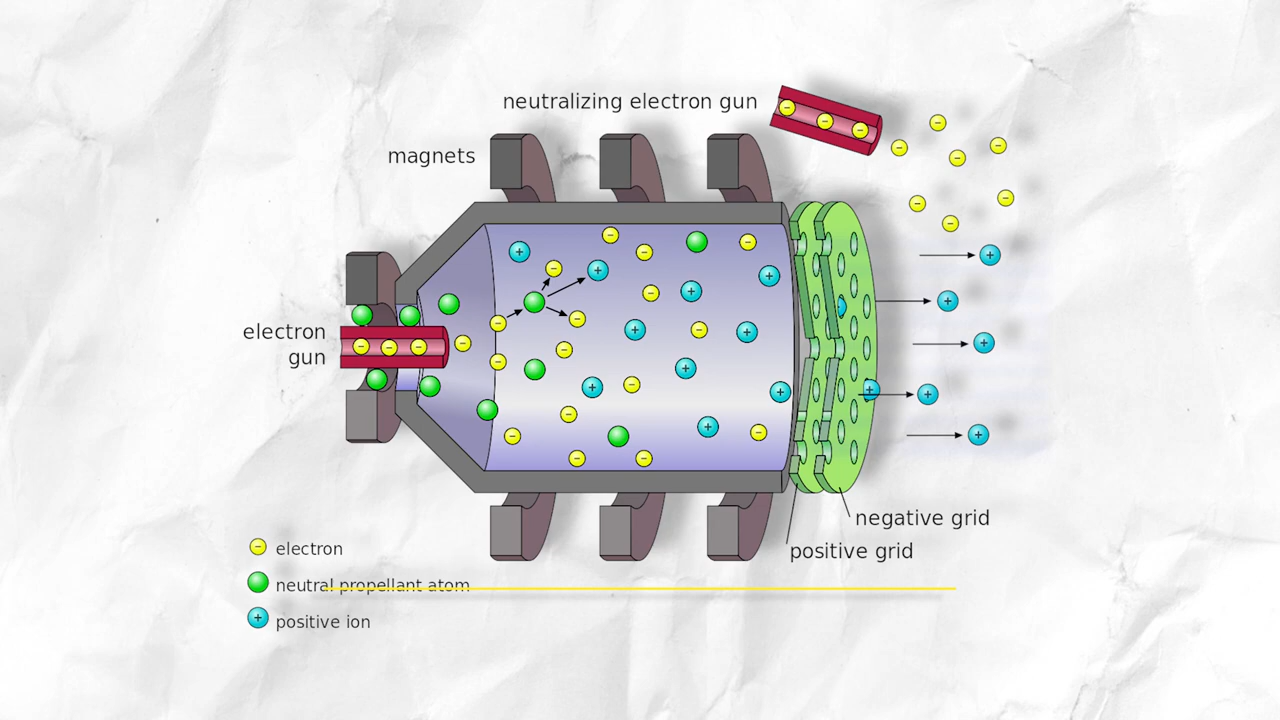 neutralizing electron gun
magnets
electron
gun
negative grid
positive grid
electron
neutral propellant atom
positive ion